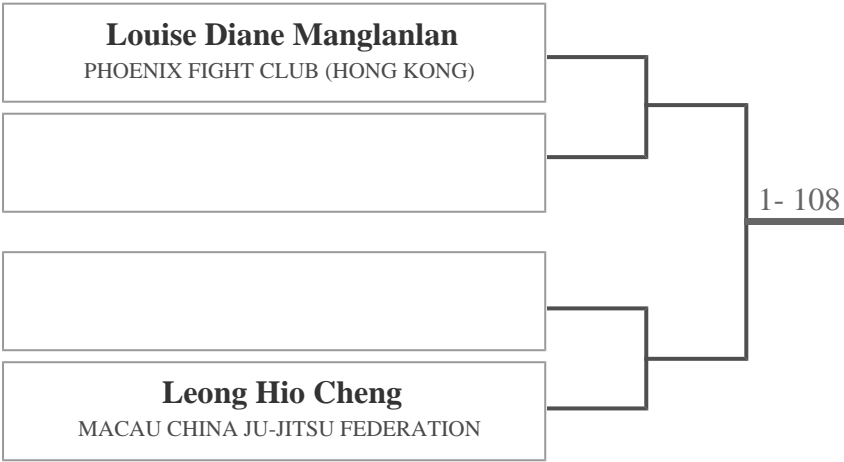 Louise Diane Manglanlan
PHOENIX FIGHT CLUB (HONG KONG)
1- 108
Leong Hio Cheng
MACAU CHINA JU-JITSU FEDERATION